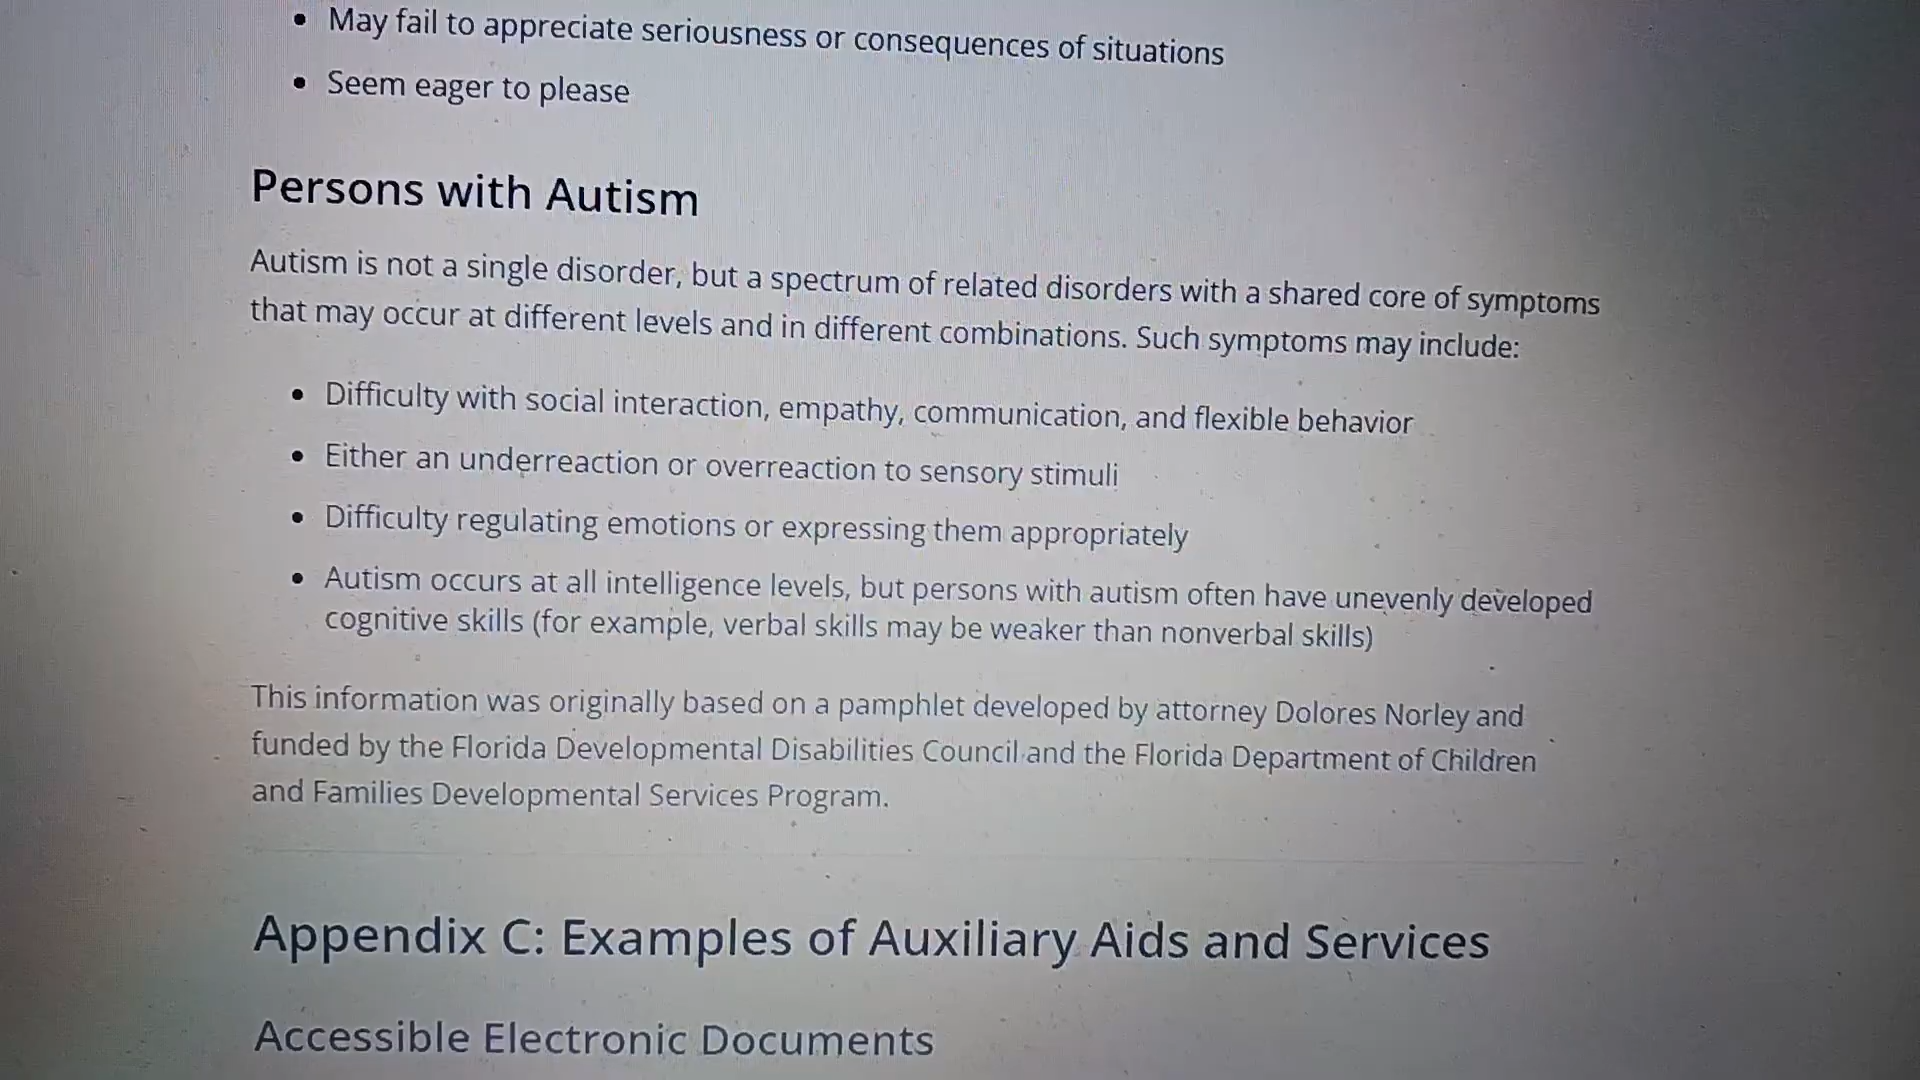 • May fail to appreciate seriousness or consequences of situations
• Seem eager to please
Persons with Autism
Autism is not a single disorder, but a spectrum of related disorders with a shared core of symptoms
that may occur at different levels and in different combinations. Such symptoms may include:
• Difficulty with social interaction, empathy, communication, and flexible behavior
• Either an underreaction or overreaction to sensory stimuli
• Difficulty regulating emotions or expressing them appropriately
• Autism occurs at all intelligence levels, but persons with autism often have unevenly developed
cognitive skills (for example, verbal skills may be weaker than nonverbal skills)
This information was originally based on a pamphlet developed by attorney Dolores Norley and
funded by the Florida Developmental Disabilities Council and the Florida Department of Children
and Families Developmental Services Program.
Appendix C: Examples of Auxiliary Aids and Services
Accessible Electronic Documents